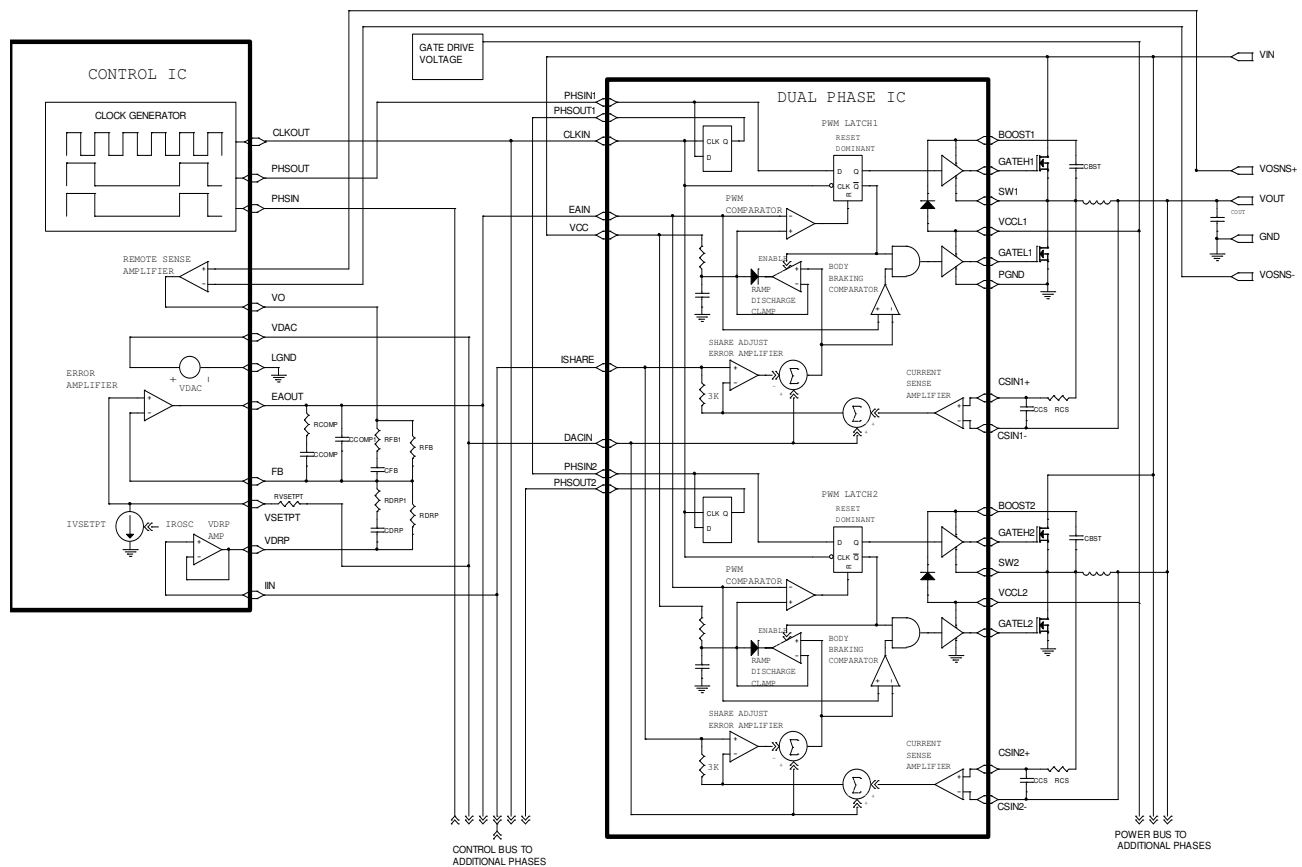 GATE DRIVE
VOLTAGE
VIN
CONTROL IC
CLOCK GENERATOR
CLKOUT
PHSOUT
PHSIN
REMOTE SENSE
AMPLIFIER
VO
VDAC
LGND
VDAC
+ -
ERROR
AMPLIFIER
EAOUT
RCOMP
CCOMP
CCOMP1
RFB1
CFB
RFB
FB
RVSETPT
VSETPT
IVSETPT
IROSC
VDRP
AMP
VDRP
RDRP1
CDRP
RDRP
IIN
DUAL PHASE IC
PHSIN1
PHSOUT1
CLKIN
EAIN
VCC
ISHARE
DACIN
PHSIN2
PHSOUT2
CLK Q
D
PWM LATCH1
RESET
DOMINANT
D Q
CLK Q
R
PWM
COMPARATOR
ENABLE
RAMP
DISCHARGE
CLAMP
BODY
BRAKING
COMPARATOR
SHARE ADJUST
ERROR AMPLIFIER
3K
CURRENT
SENSE
AMPLIFIER
BOOST1
GATEH1
CBST
SW1
VCCL1
GATEL1
PGND
CSIN1+
CCS RCS
CSIN1-
VOSNS+
VOUT
COUT
GND
VOSNS-
CLK Q
D
PWM LATCH2
RESET
DOMINANT
D Q
CLK Q
R
PWM
COMPARATOR
ENABLE
RAMP
DISCHARGE
CLAMP
BODY
BRAKING
COMPARATOR
SHARE ADJUST
ERROR AMPLIFIER
3K
CURRENT
SENSE
AMPLIFIER
BOOST2
GATEH2
CBST
SW2
VCCL2
GATEL2
CSIN2+
CCS RCS
CSIN2-
CONTROL BUS TO
ADDITIONAL PHASES
POWER BUS TO
ADDITIONAL PHASES